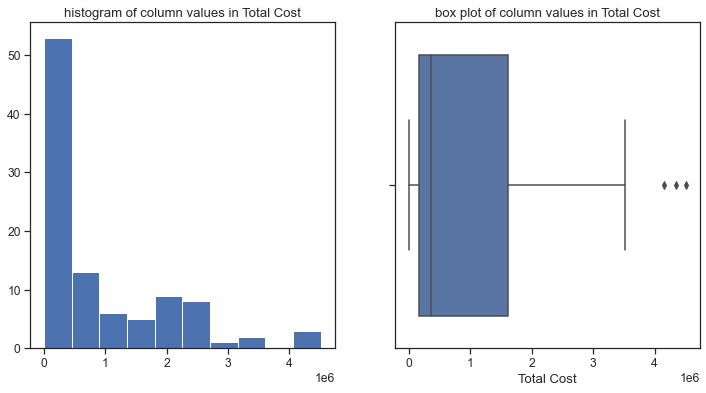 histogram of column values in Total Cost
50
40
30
20
10
0
0 1 2 3 4
1e6
box plot of column values in Total Cost
0 1 2 3 4
Total Cost
1e6